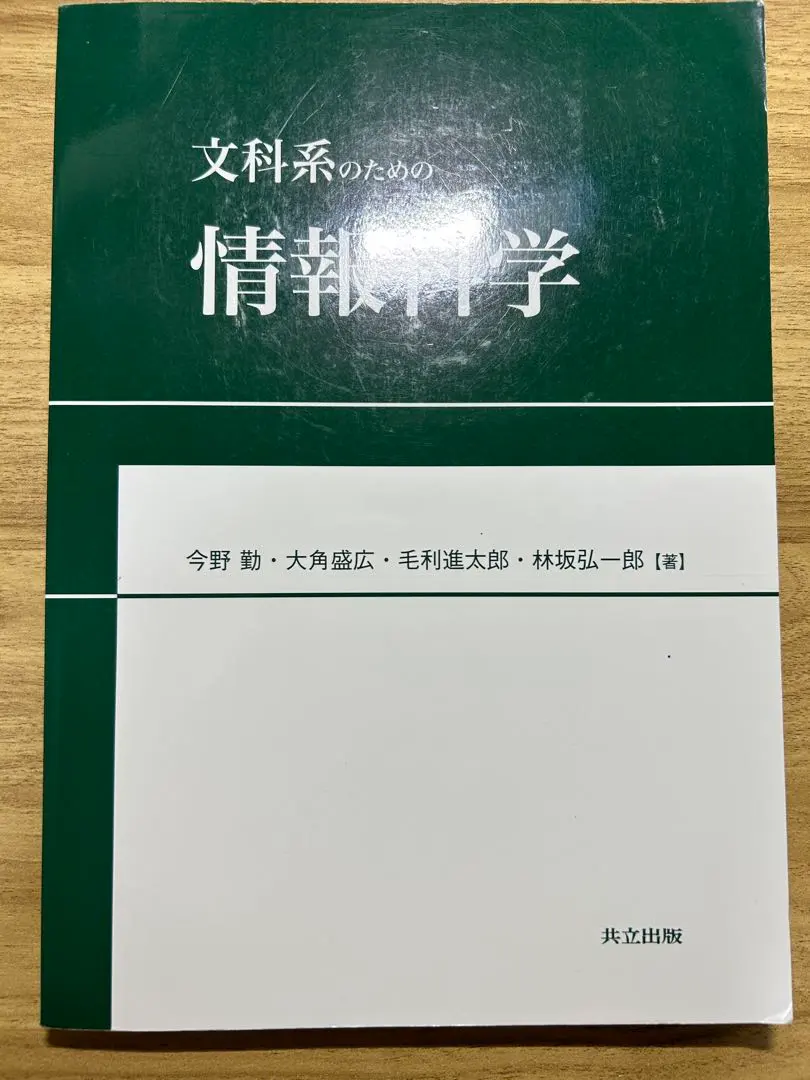 文科系のための
情報科学
今野 勤・大角盛広・毛利進太郎・林坂弘一郎【著】
共立出版